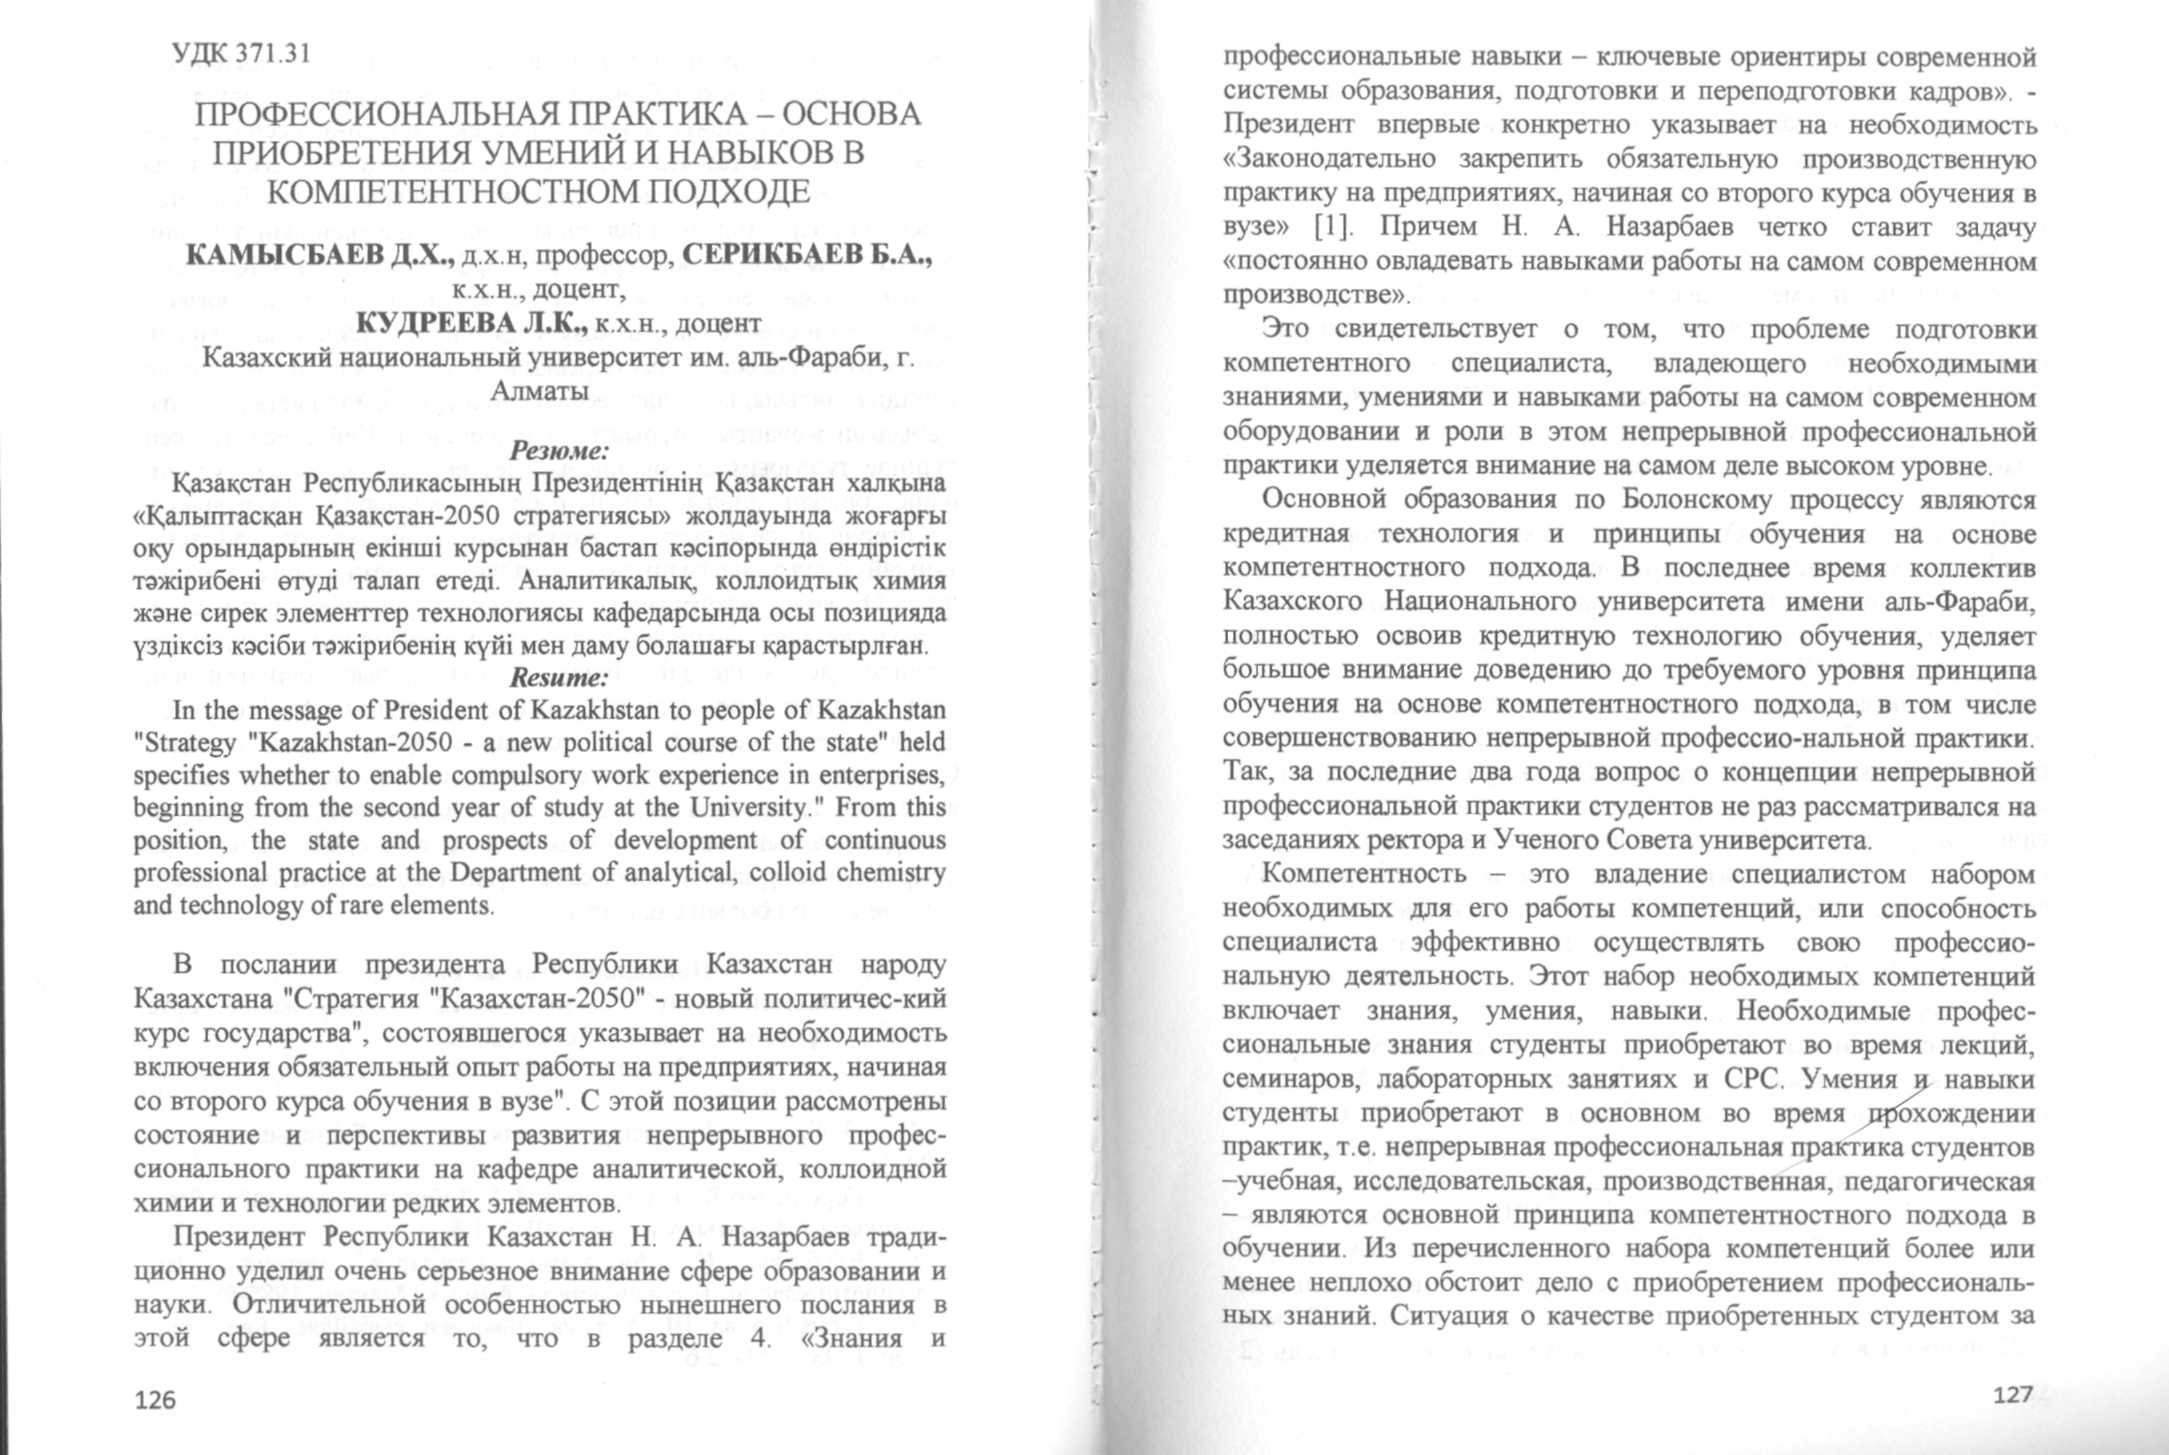 УДК 371.31
ПРОФЕССИОНАЛЬНАЯ ПРАКТИКА – ОСНОВА
ПРИОБРЕТЕНИЯ УМЕНИЙ И НАВЫКОВ В
КОМПЕТЕНТНОСТНОМ ПОДХОДЕ
КАМЫСБАЕВ Д.Х., д.х.н, профессор, СЕРИКБАЕВ Б.А.,
к.х.н., доцент,
КУДРЕЕВА Л.К., к.х.н., доцент
Казахский национальный университет им. аль-Фараби, г.
Алматы
Резюме:
Қазақстан Республикасының Президентінің Қазақстан халқына
«Қалыптасқан Қазақстан-2050 стратегиясы» жолдауында жоғарғы
оқу орындарының екінші курсынан бастап кәсіпорында өндірістік
тәжірибені өтуді талап етеді. Аналитикалық, коллоидтық химия
және сирек элементтер технологиясы кафедарсында осы позицияда
үздіксіз кәсіби тәжірибенің күйі мен даму болашағы қарастырлған.
Resume:
In the message of President of Kazakhstan to people of Kazakhstan
"Strategy "Kazakhstan-2050 - a new political course of the state" held
specifies whether to enable compulsory work experience in enterprises,
beginning from the second year of study at the University." From this
position, the state and prospects of development of continuous
professional practice at the Department of analytical, colloid chemistry
and technology of rare elements.
В послании президента Республики Казахстан народу
Казахстана "Стратегия "Казахстан-2050" - новый политичес-кий
курс государства", состоявшегося указывает на необходимость
включения обязательный опыт работы на предприятиях, начиная
со второго курса обучения в вузе". С этой позиции рассмотрены
состояние и перспективы развития непрерывного профес-
сионального практики на кафедре аналитической, коллоидной
химии и технологии редких элементов.
Президент Республики Казахстан Н. А. Назарбаев тради-
ционно уделил очень серьезное внимание сфере образовании и
науки. Отличительной особенностью нынешнего послания в
этой сфере является то, что в разделе 4. «Знания и
126
профессиональные навыки – ключевые ориентиры современной
системы образования, подготовки и переподготовки кадров». -
Президент впервые конкретно указывает на необходимость
«Законодательно закрепить обязательную производственную
практику на предприятиях, начиная со второго курса обучения в
вузе» [1]. Причем Н. А. Назарбаев четко ставит задачу
«постоянно овладевать навыками работы на самом современном
производстве».
Это свидетельствует о том, что проблеме подготовки
компетентного специалиста, владеющего необходимыми
знаниями, умениями и навыками работы на самом современном
оборудовании и роли в этом непрерывной профессиональной
практики уделяется внимание на самом деле высоком уровне.
Основной образования по Болонскому процессу являются
кредитная технология и принципы обучения на основе
компетентностного подхода. В последнее время коллектив
Казахского Национального университета имени аль-Фараби,
полностью освоив кредитную технологию обучения, уделяет
большое внимание доведению до требуемого уровня принципа
обучения на основе компетентностного подхода, в том числе
совершенствованию непрерывной профессио-нальной практики.
Так, за последние два года вопрос о концепции непрерывной
профессиональной практики студентов не раз рассматривался на
заседаниях ректора и Ученого Совета университета.
Компетентность – это владение специалистом набором
необходимых для его работы компетенций, или способность
специалиста эффективно осуществлять свою профессио-
нальную деятельность. Этот набор необходимых компетенций
включает знания, умения, навыки. Необходимые профес-
сиональные знания студенты приобретают во время лекций,
семинаров, лабораторных занятиях и СРС. Умения и навыки
студенты приобретают в основном во время прохождении
практик, т.е. непрерывная профессиональная практика студентов
–учебная, исследовательская, производственная, педагогическая
– являются основной принципа компетентностного подхода в
обучении. Из перечисленного набора компетенций более или
менее неплохо обстоит дело с приобретением профессиональ-
ных знаний. Ситуация о качестве приобретенных студентом за
127